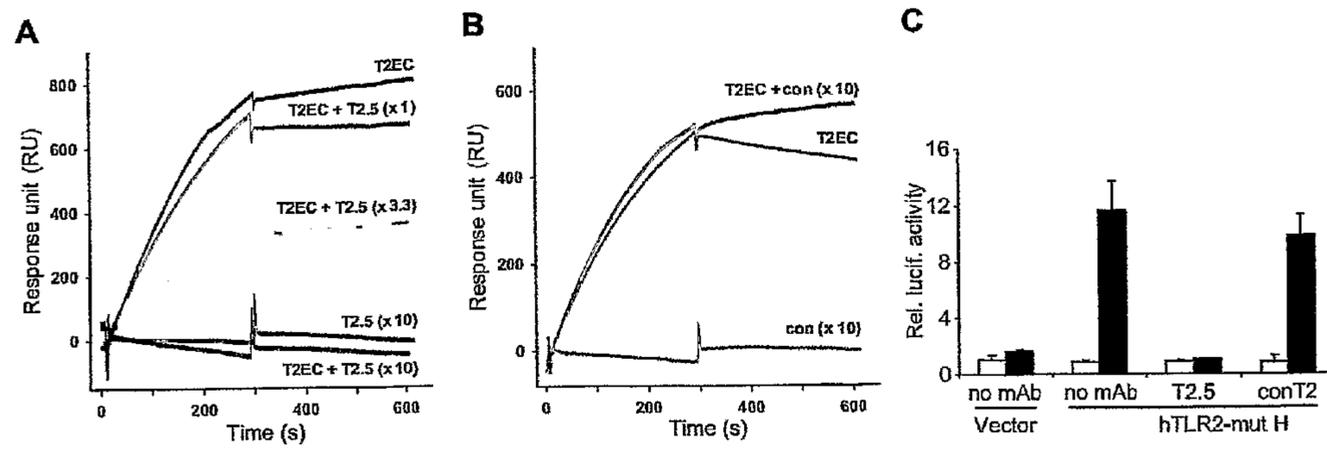 A
Response unit (RU)
800
600
400
200
0
T2EC
T2EC + T2.5 (x1)
T2EC + T2.5 (x3.3)
T2.5 (x10)
T2EC + T2.5 (x10)
0 200 400 600
Time (s)
B
Response unit (RU)
600
400
200
0
T2EC +con (x10)
T2EC
con (x10)
0 200 400 600
Time (s)
C
Rel. lucif. activity
16
12
8
4
0
no mAb no mAb T2.5 conT2
Vector hTLR2-mut H